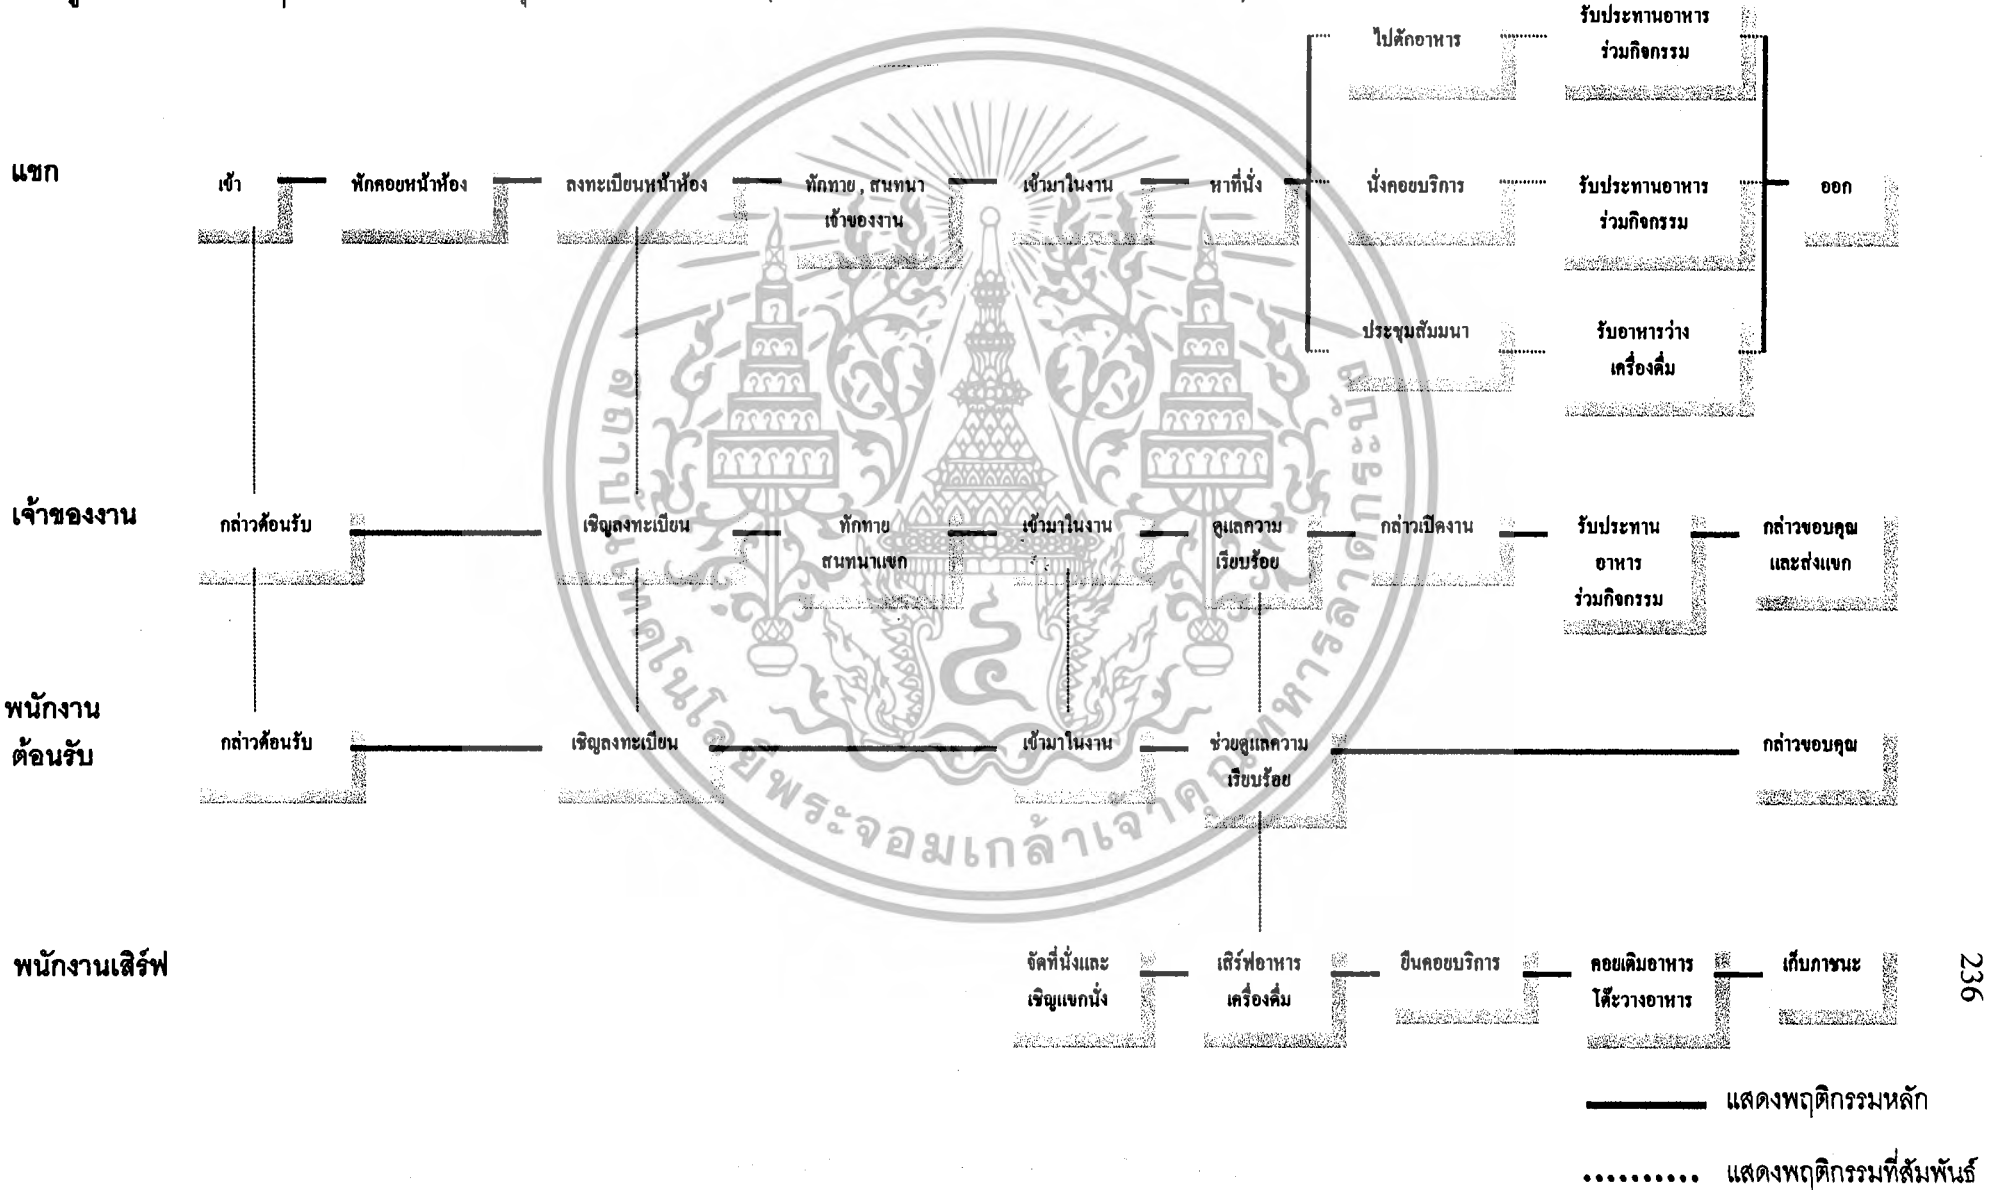 รับประทานอาหาร
ร่วมกิจกรรม
ไปตักอาหาร
แขก
เข้า
พักคอยหน้าห้อง
ลงทะเบียนหน้าห้อง
ทักทาย , สนทนา
เจ้าของงาน
เข้ามาในงาน
หาที่นั่ง
นั่งคอยบริการ
รับประทานอาหาร
ร่วมกิจกรรม
ออก
ประชุมสัมมนา
รับอาหารว่าง
เครื่องดื่ม
เจ้าของงาน
กล่าวต้อนรับ
เชิญลงทะเบียน
ทักทาย
สนทนาแขก
เข้ามาในงาน
ดูแลความ
เรียบร้อย
กล่าวเปิดงาน
รับประทาน
อาหาร
ร่วมกิจกรรม
กล่าวขอบคุณ
และส่งแขก
พนักงาน
ต้อนรับ
กล่าวต้อนรับ
เชิญลงทะเบียน
เข้ามาในงาน
ช่วยดูแลความ
เรียบร้อย
กล่าวขอบคุณ
พนักงานเสิร์ฟ
จัดที่นั่งและ
เชิญแขกนั่ง
เสิร์ฟอาหาร
เครื่องดื่ม
ยืนคอยบริการ
คอยเติมอาหาร
โต๊ะวางอาหาร
เก็บภาชนะ
236
แสดงพฤติกรรมหลัก
แสดงพฤติกรรมที่สัมพันธ์
สถาบันเทคโนโลยีพระจอมเกล้าเจ้าคุณทหารลาดกระบัง